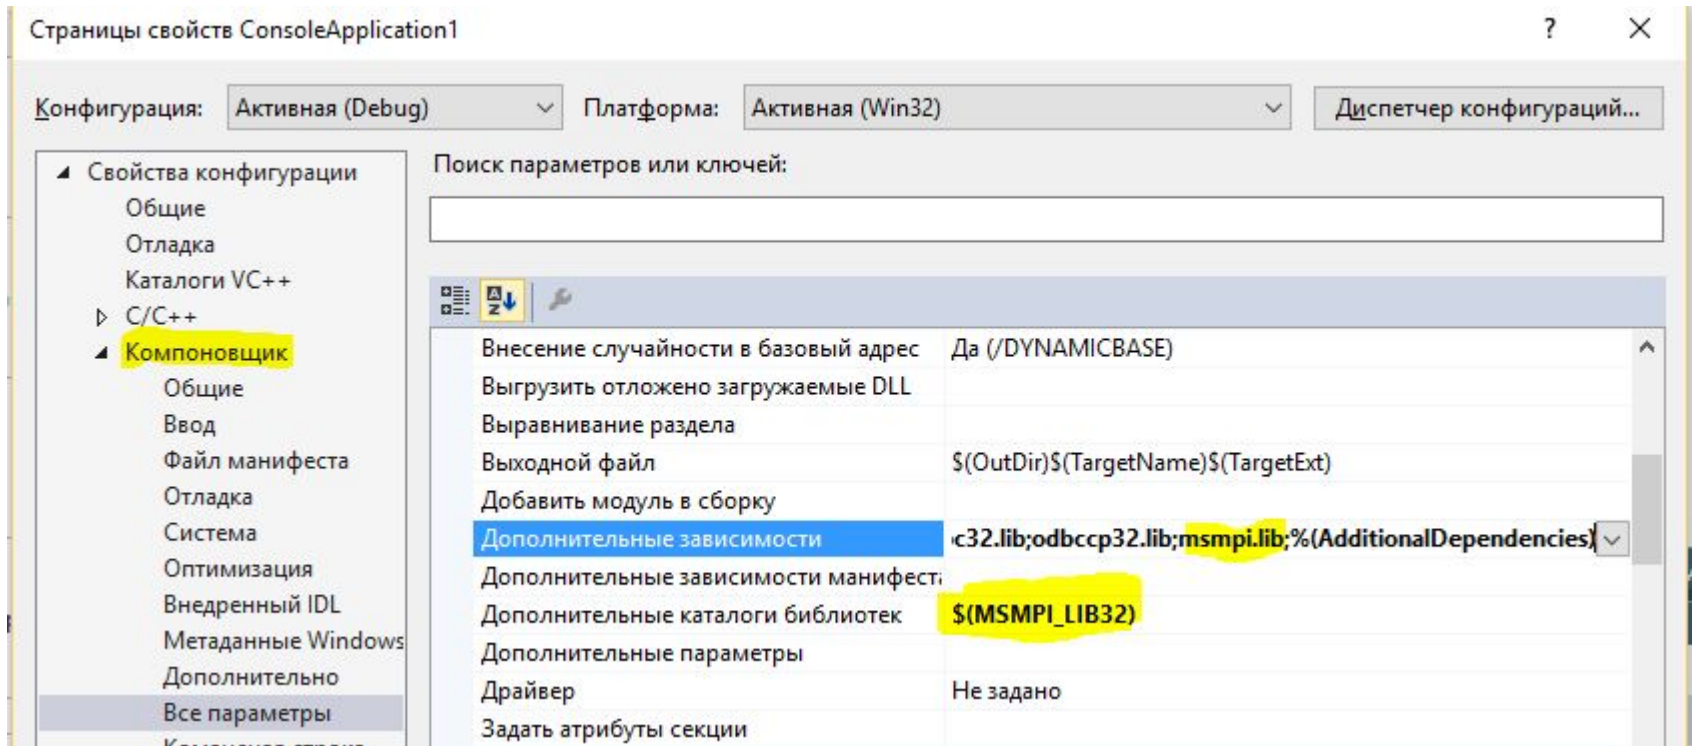 Страницы свойств ConsoleApplication1
?
Конфигурация: Активная (Debug) Платформа: Активная (Win32) Диспетчер конфигураций...
Свойства конфигурации
Общие
Отладка
Каталоги VC++
C/C++
Компоновщик
Общие
Ввод
Файл манифеста
Отладка
Система
Оптимизация
Внедренный IDL
Метаданные Windows
Дополнительно
Все параметры
Поиск параметров или ключей:
Внесение случайности в базовый адрес Да (/DYNAMICBASE)
Выгрузить отложено загружаемые DLL
Выравнивание раздела
Выходной файл $(OutDir)$(TargetName)$(TargetExt)
Добавить модуль в сборку
Дополнительные зависимости c32.lib;odbccp32.lib;msmpi.lib;%(AdditionalDependencies)
Дополнительные зависимости манифест
Дополнительные каталоги библиотек $(MSMPI_LIB32)
Дополнительные параметры
Драйвер Не задано
Задать атрибуты секции